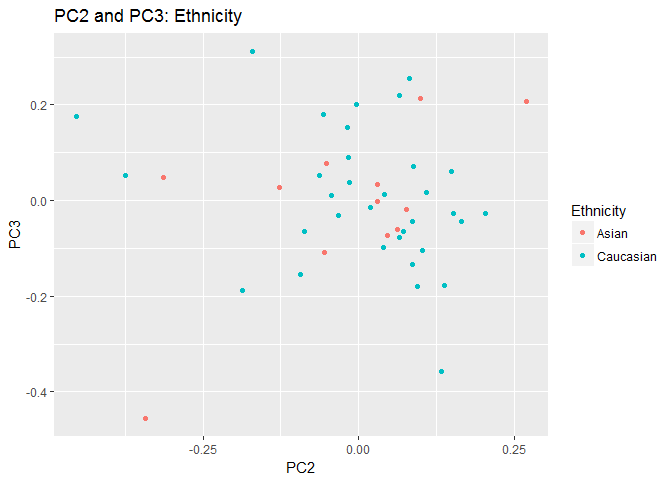 PC2 and PC3: Ethnicity
0.2
0.0
-0.2
-0.4
PC3
-0.25
0.00
0.25
PC2
Ethnicity
Asian
Caucasian